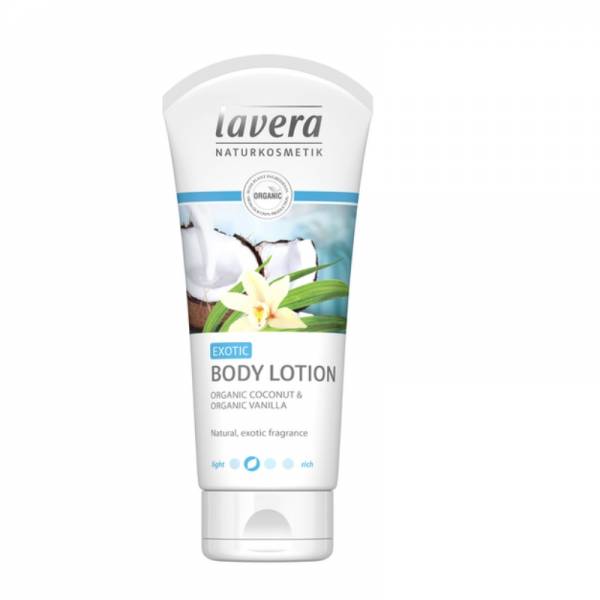 lavera
NATURKOSMETIK
ORGANIC
EXOTIC
BODY LOTION
ORGANIC COCONUT &
ORGANIC VANILLA
Natural, exotic fragrance
light rich